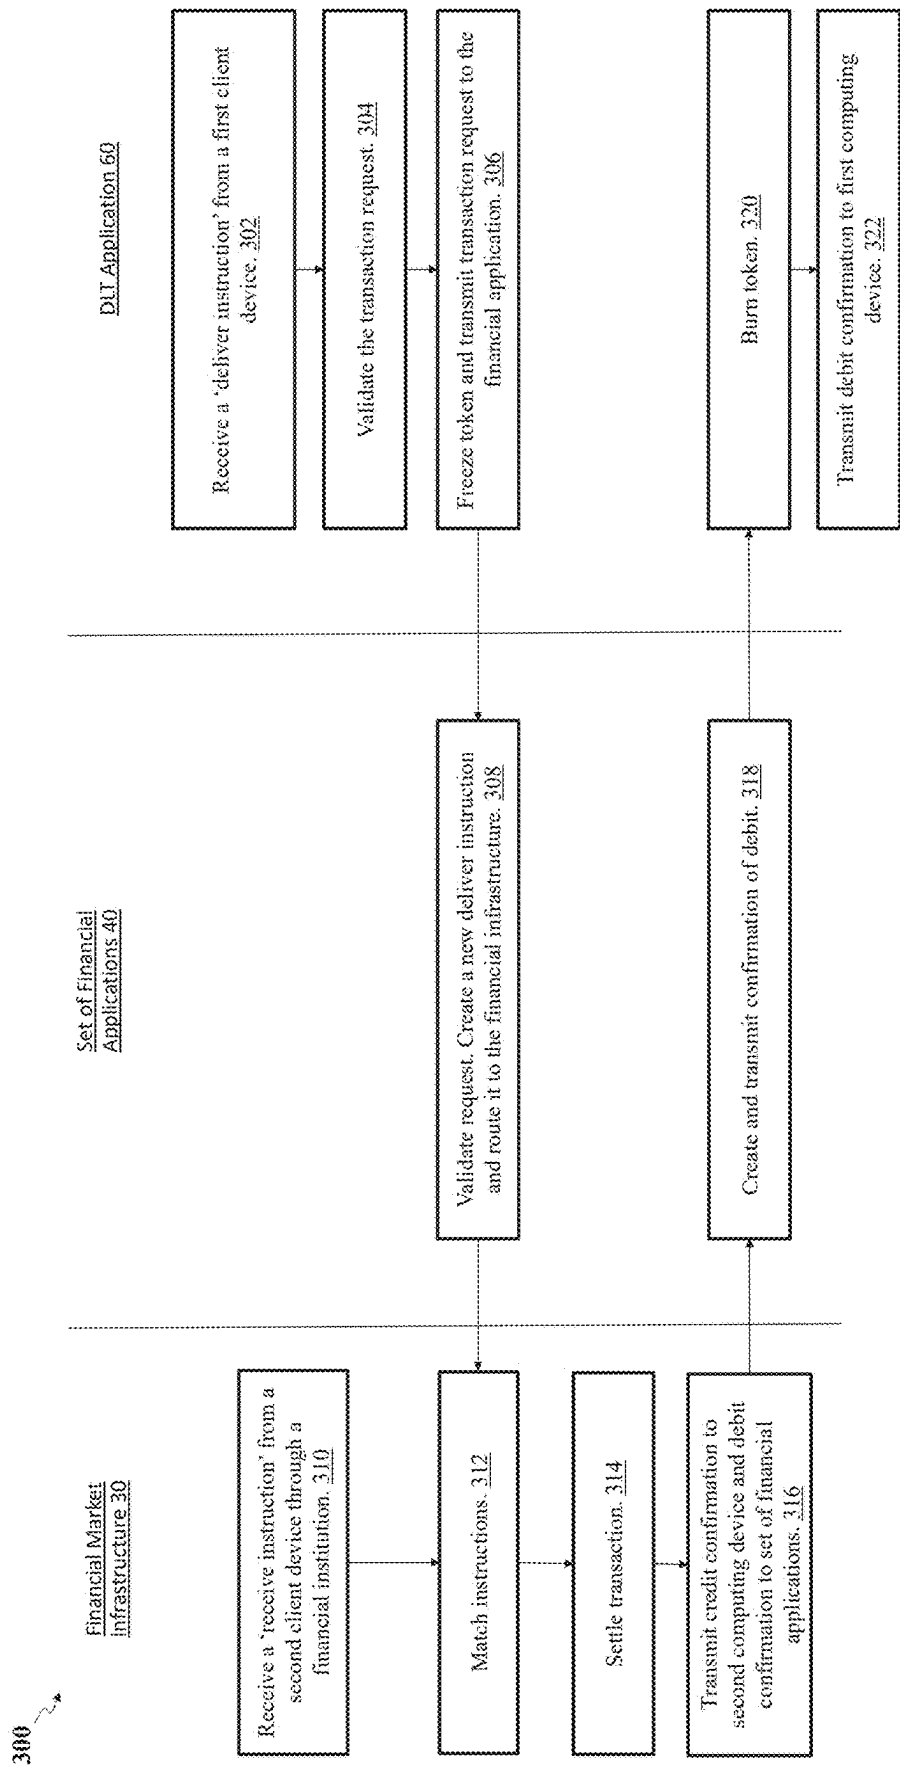 300
Financial Market
Infrastructure 30
Set of Financial
Applications 40
DLT Application 60
Receive a 'receive instruction' from a
second client device through a
financial institution. 310
Match instructions. 312
Settle transaction. 314
Transmit credit confirmation to
second computing device and debit
confirmation to set of financial
applications. 316
Validate request. Create a new deliver instruction
and route it to the financial infrastructure. 308
Create and transmit confirmation of debit. 318
Receive a 'deliver instruction' from a first client
device. 302
Validate the transaction request. 304
Freeze token and transmit transaction request to the
financial application. 306
Burn token. 320
Transmit debit confirmation to first computing
device. 322